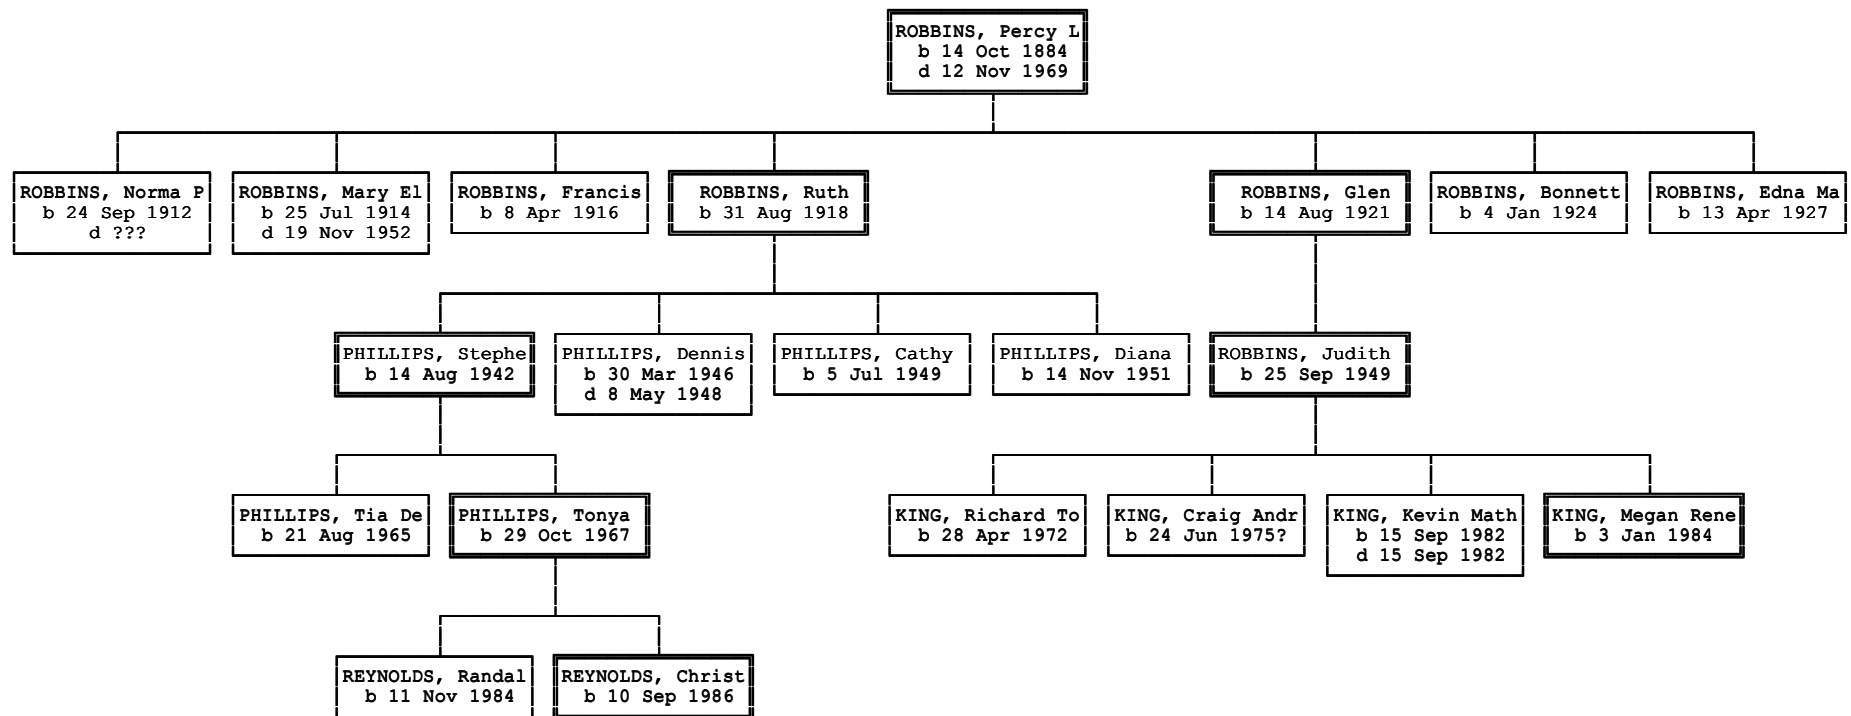 ROBBINS, Percy L
b 14 Oct 1884
d 12 Nov 1969
ROBBINS, Norma P
b 24 Sep 1912
d ???
ROBBINS, Mary El
b 25 Jul 1914
d 19 Nov 1952
ROBBINS, Francis
b 8 Apr 1916
ROBBINS, Ruth
b 31 Aug 1918
ROBBINS, Glen
b 14 Aug 1921
ROBBINS, Bonnett
b 4 Jan 1924
ROBBINS, Edna Ma
b 13 Apr 1927
PHILLIPS, Stephe
b 14 Aug 1942
PHILLIPS, Dennis
b 30 Mar 1946
d 8 May 1948
PHILLIPS, Cathy
b 5 Jul 1949
PHILLIPS, Diana
b 14 Nov 1951
ROBBINS, Judith
b 25 Sep 1949
PHILLIPS, Tia De
b 21 Aug 1965
PHILLIPS, Tonya
b 29 Oct 1967
KING, Richard To
b 28 Apr 1972
KING, Craig Andr
b 24 Jun 1975?
KING, Kevin Math
b 15 Sep 1982
d 15 Sep 1982
KING, Megan Rene
b 3 Jan 1984
REYNOLDS, Randal
b 11 Nov 1984
REYNOLDS, Christ
b 10 Sep 1986